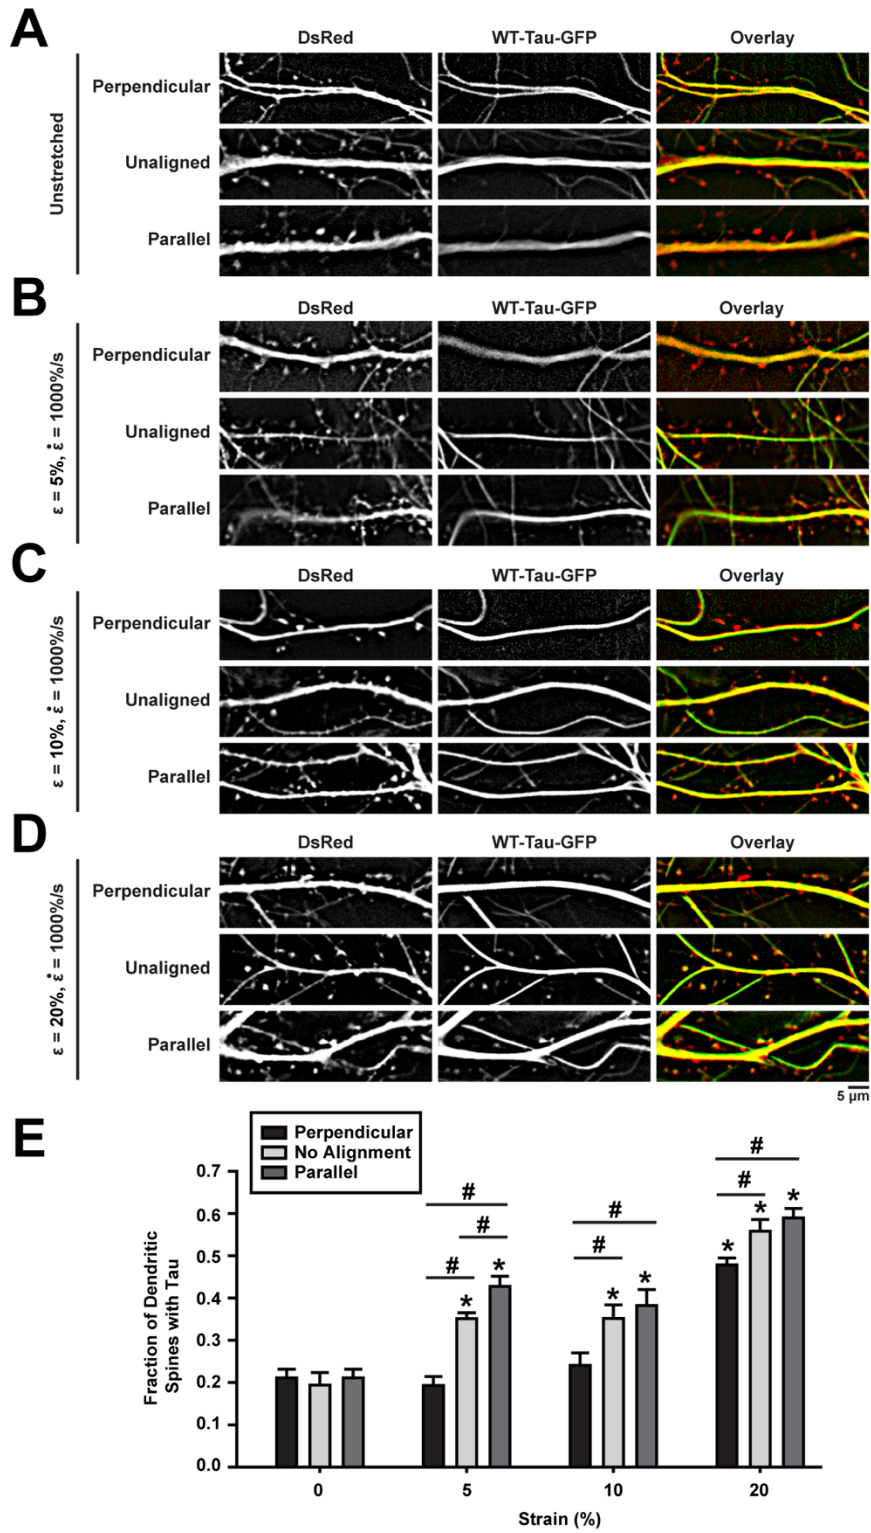 A
DsRed WT-Tau-GFP Overlay
Unstretched
Perpendicular
Unaligned
Parallel
B
DsRed WT-Tau-GFP Overlay
ε = 5%, ε̇ = 1000%/s
Perpendicular
Unaligned
Parallel
C
DsRed WT-Tau-GFP Overlay
ε = 10%, ε̇ = 1000%/s
Perpendicular
Unaligned
Parallel
D
DsRed WT-Tau-GFP Overlay
ε = 20%, ε̇ = 1000%/s
Perpendicular
Unaligned
Parallel
5 µm
E
Perpendicular
No Alignment
Parallel
Fraction of Dendritic
Spines with Tau
0.7
0.6
0.5
0.4
0.3
0.2
0.1
0.0
# # # * *
# # * *
# # * * *
0 5 10 20
Strain (%)